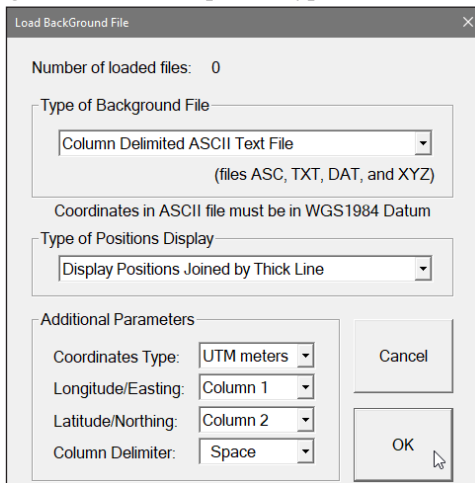 Load BackGround File
Number of loaded files: 0
Type of Background File
Column Delimited ASCII Text File
(files ASC, TXT, DAT, and XYZ)
Coordinates in ASCII file must be in WGS1984 Datum
Type of Positions Display
Display Positions Joined by Thick Line
Additional Parameters
Coordinates Type: UTM meters
Longitude/Easting: Column 1
Latitude/Northing: Column 2
Column Delimiter: Space
Cancel
OK